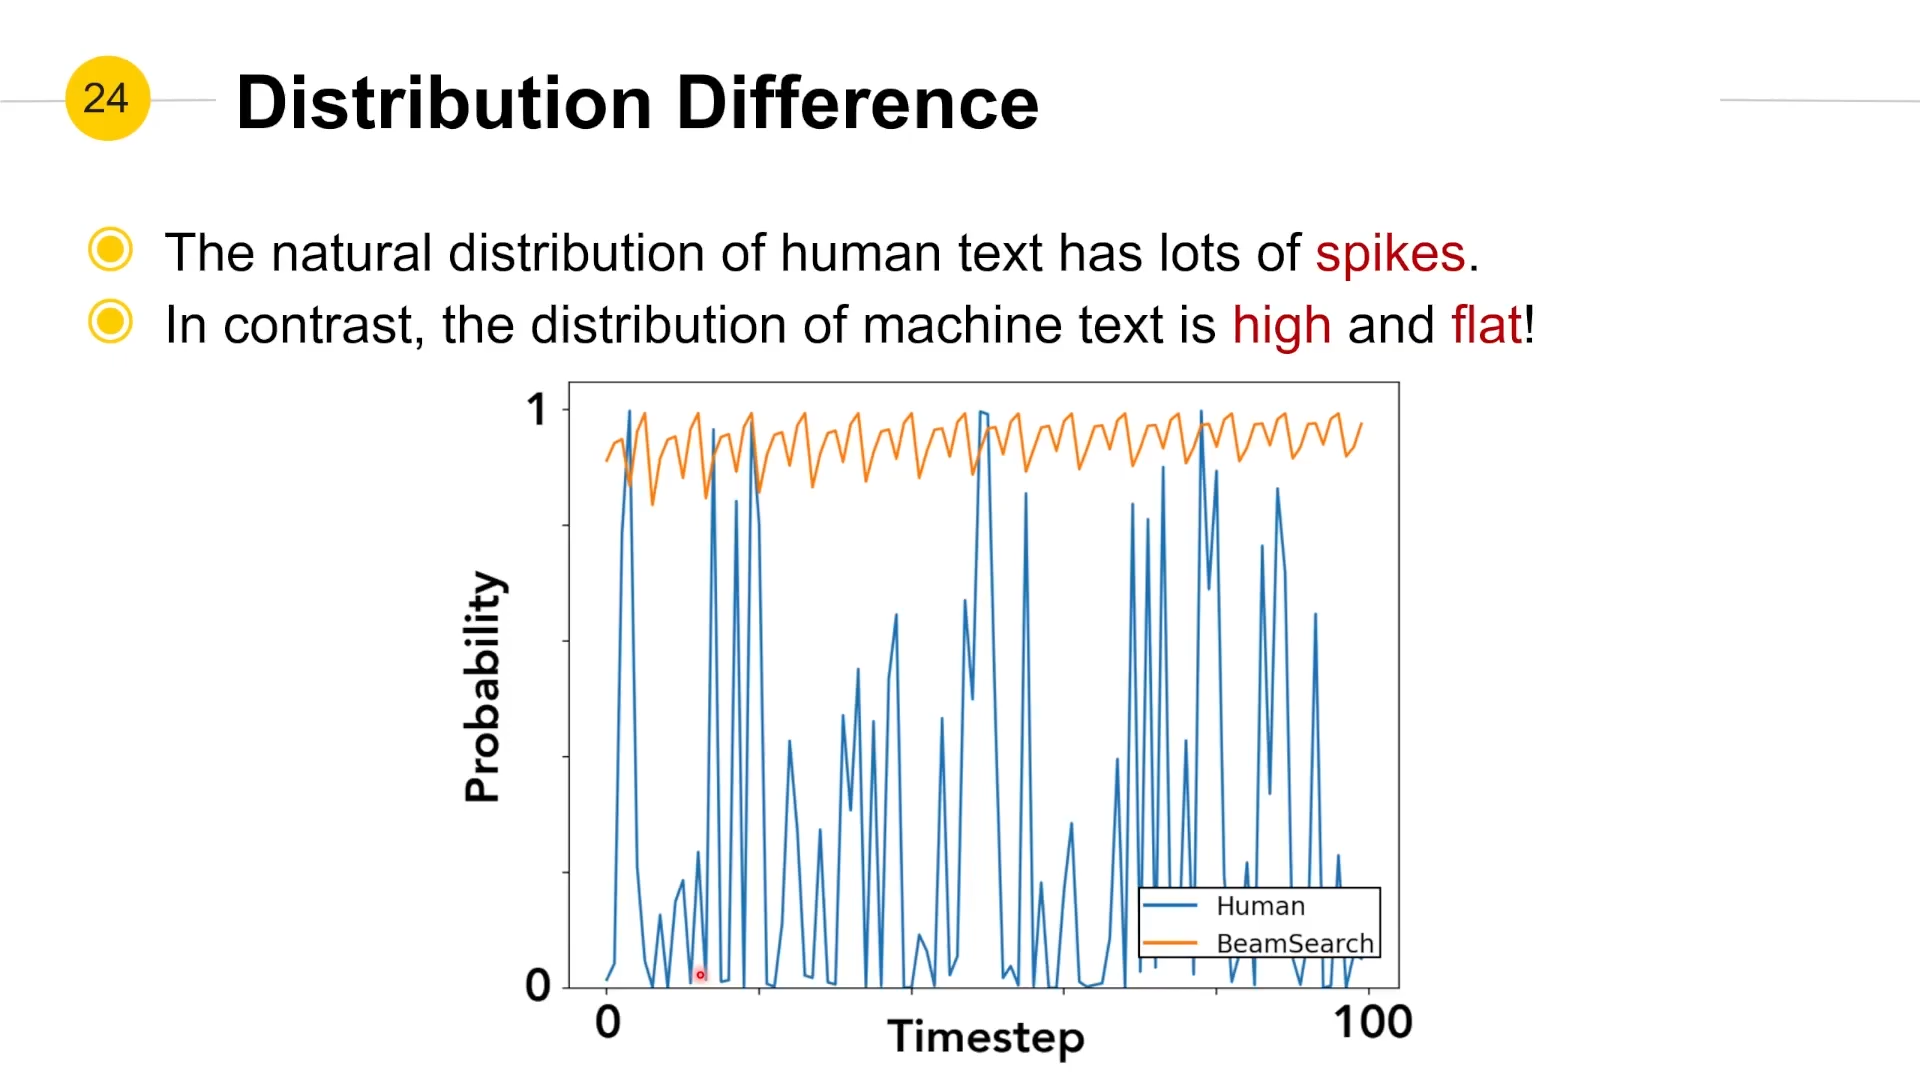 24
Distribution Difference
The natural distribution of human text has lots of spikes.
In contrast, the distribution of machine text is high and flat!
1
Probability
0
Human
BeamSearch
0
Timestep
100